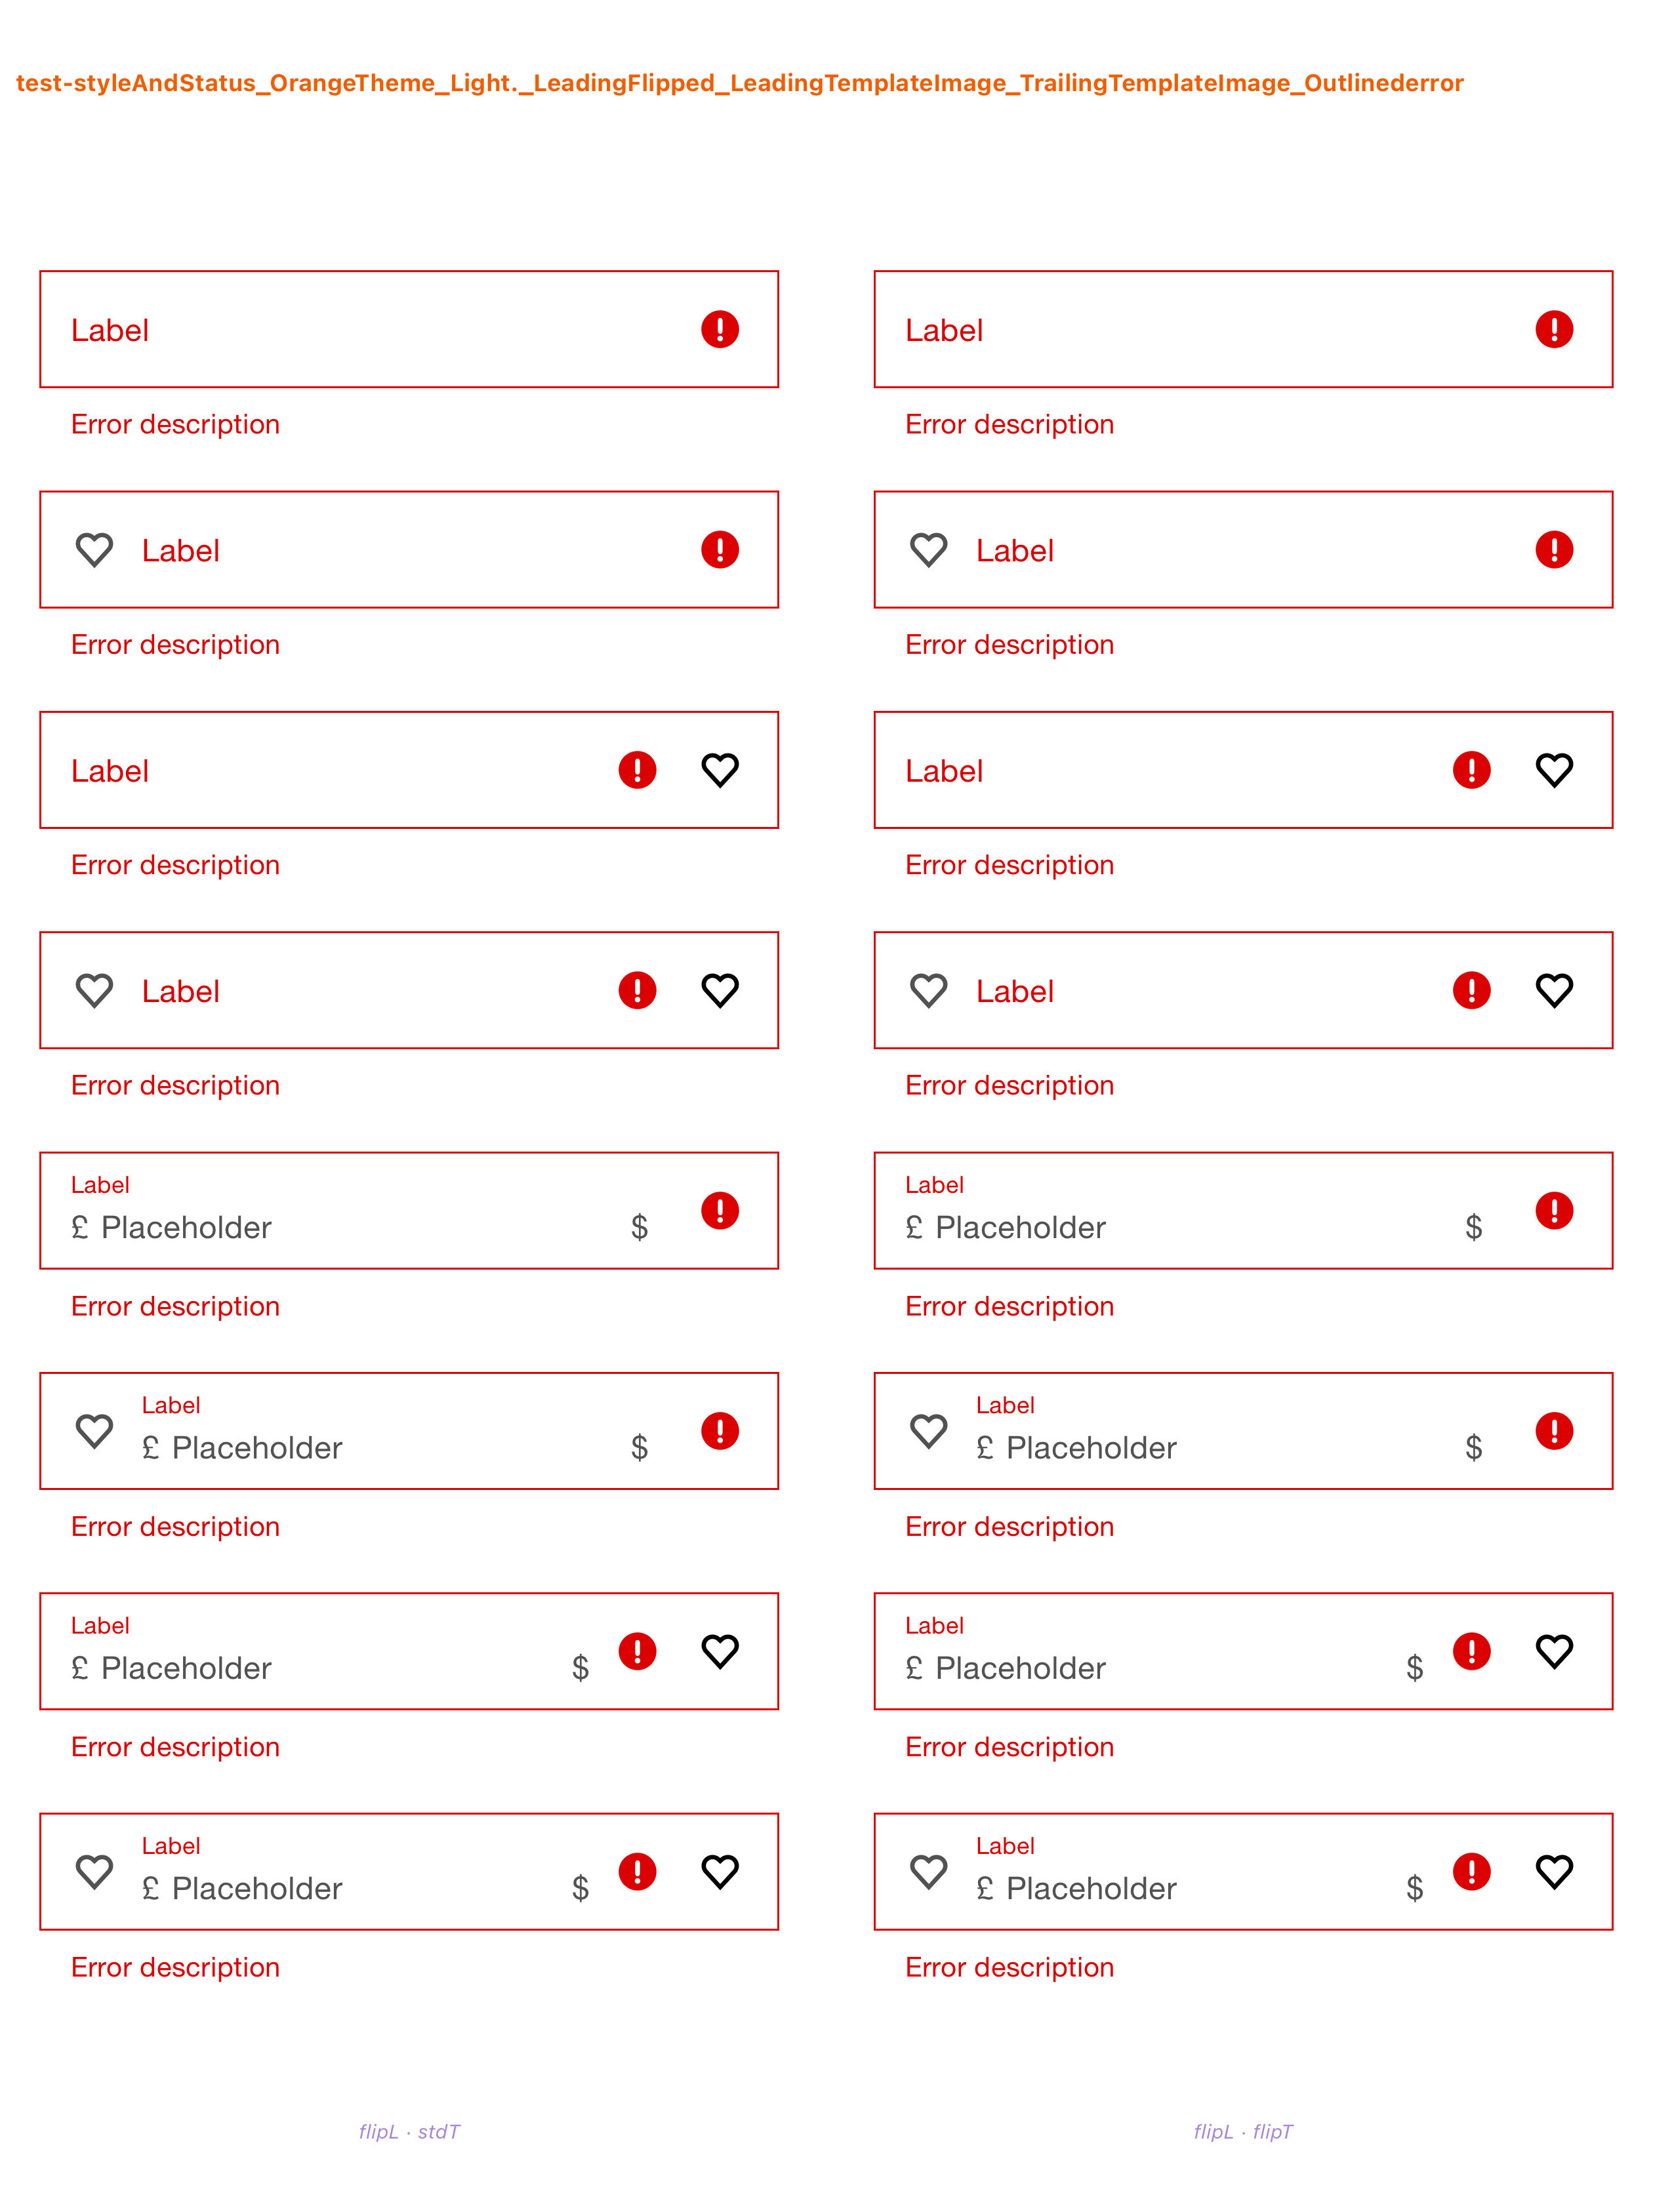 test-styleAndStatus_OrangeTheme_Light._LeadingFlipped_LeadingTemplateImage_TrailingTemplateImage_Outlinederror
Label
Error description
Label
Error description
Label
Error description
Label
Error description
Label
£ Placeholder $
Error description
Label
£ Placeholder $
Error description
Label
£ Placeholder $
Error description
Label
£ Placeholder $
Error description
flipL · stdT
Label
Error description
Label
Error description
Label
Error description
Label
Error description
Label
£ Placeholder $
Error description
Label
£ Placeholder $
Error description
Label
£ Placeholder $
Error description
Label
£ Placeholder $
Error description
flipL · flipT